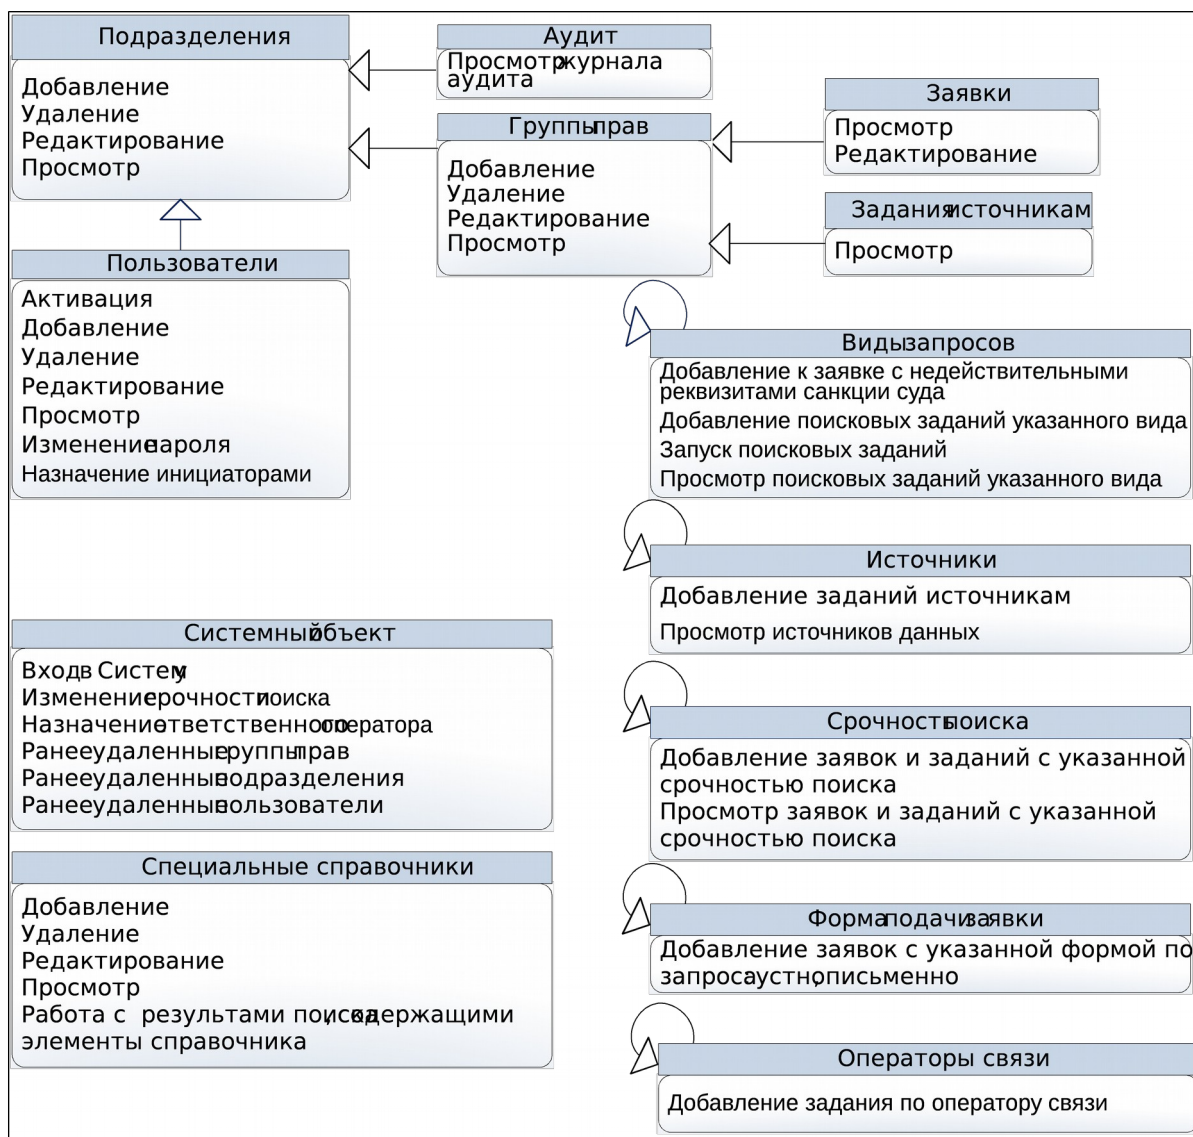 Подразделения
Добавление
Удаление
Редактирование
Просмотр
Аудит
Просмотр журнала
аудита
Группы прав
Добавление
Удаление
Редактирование
Просмотр
Заявки
Просмотр
Редактирование
Задания источникам
Просмотр
Пользователи
Активация
Добавление
Удаление
Редактирование
Просмотр
Изменение пароля
Назначение инициаторами
Виды запросов
Добавление к заявке с недействительными
реквизитами санкции суда
Добавление поисковых заданий указанного вида
Запуск поисковых заданий
Просмотр поисковых заданий указанного вида
Источники
Добавление заданий источникам
Просмотр источников данных
Системный объект
Вход в Систему
Изменение срочности поиска
Назначение ответственного оператора
Ранее удаленные группы прав
Ранее удаленные подразделения
Ранее удаленные пользователи
Срочность поиска
Добавление заявок и заданий с указанной
срочностью поиска
Просмотр заявок и заданий с указанной
срочностью поиска
Специальные справочники
Добавление
Удаление
Редактирование
Просмотр
Работа с результами поиска, содержащими
элементы справочника
Форма подачи заявки
Добавление заявок с указанной формой по
запроса устно, письменно
Операторы связи
Добавление задания по оператору связи